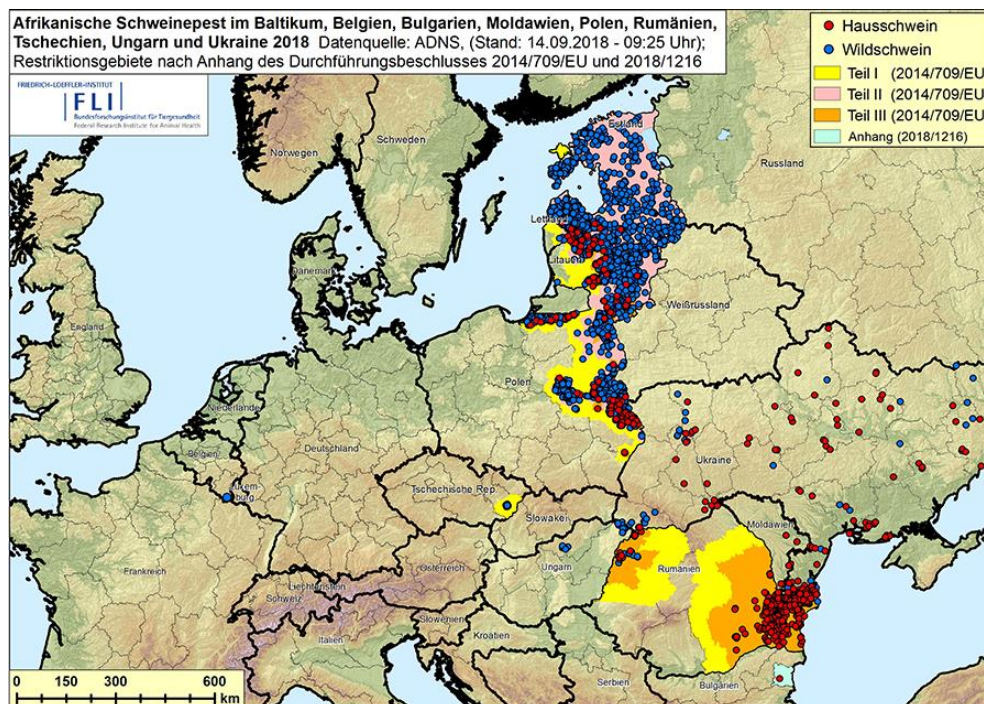 Afrikanische Schweinepest im Baltikum, Belgien, Bulgarien, Moldawien, Polen, Rumänien,
Tschechien, Ungarn und Ukraine 2018 Datenquelle: ADNS, (Stand: 14.09.2018 - 09:25 Uhr);
Restriktionsgebiete nach Anhang des Durchführungsbeschlusses 2014/709/EU und 2018/1216
FRIEDRICH-LOEFFLER-INSTITUT
FLI
Bundesforschungsinstitut für Tiergesundheit
Federal Research Institute for Animal Health
Hausschwein
Wildschwein
Teil I (2014/709/EU
Teil II (2014/709/EU
Teil III (2014/709/EU
Anhang (2018/1216)
Norwegen
Schweden
Estland
Russland
Lettland
Litauen
Dänemark
Weißrussland
England
Niederlande
Polen
Belgien
Deutschland
Ukraine
Luxem-
burg
Tschechische Rep.
Slowakei
Moldawien
Frankreich
Österreich
Ungarn
Rumänien
Liechtenstein
Schweiz
Slowenien
Kroatien
Italien
Serbien
Bulgarien
0 150 300 600
km